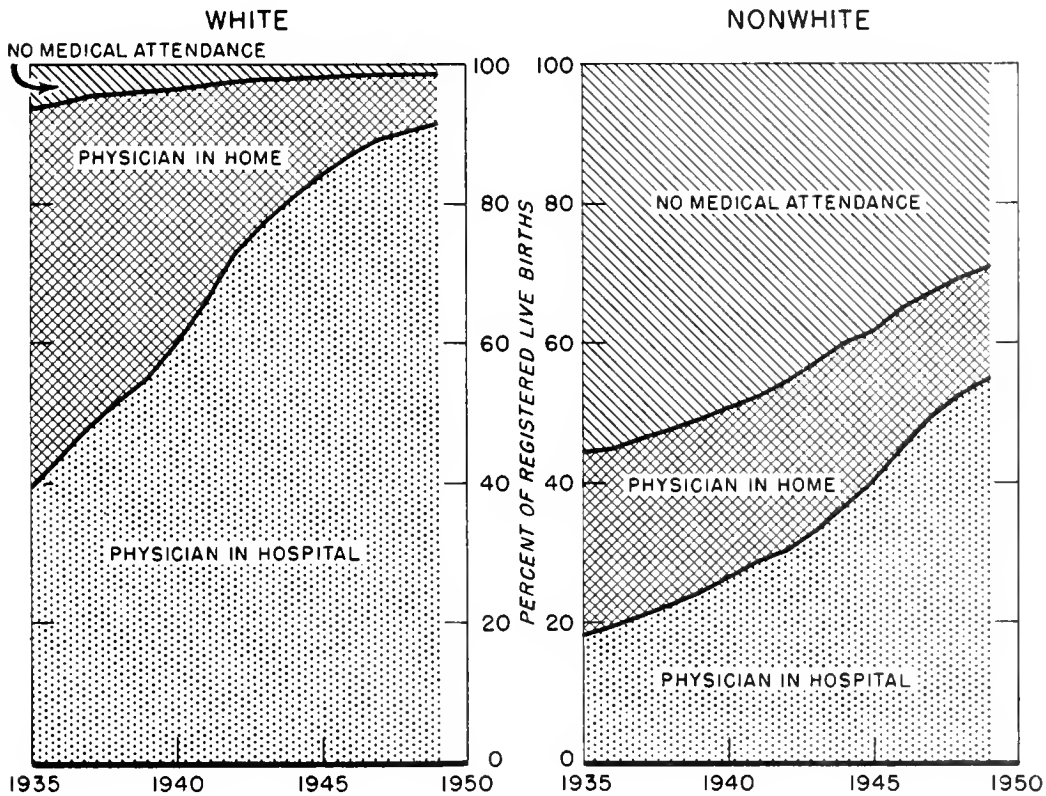 WHITE
NO MEDICAL ATTENDANCE
PHYSICIAN IN HOME
PHYSICIAN IN HOSPITAL
100
80
60
40
20
0
1935
1940
1945
1950
PERCENT OF REGISTERED LIVE BIRTHS
NONWHITE
100
80
60
40
20
0
NO MEDICAL ATTENDANCE
PHYSICIAN IN HOME
PHYSICIAN IN HOSPITAL
1935
1940
1945
1950